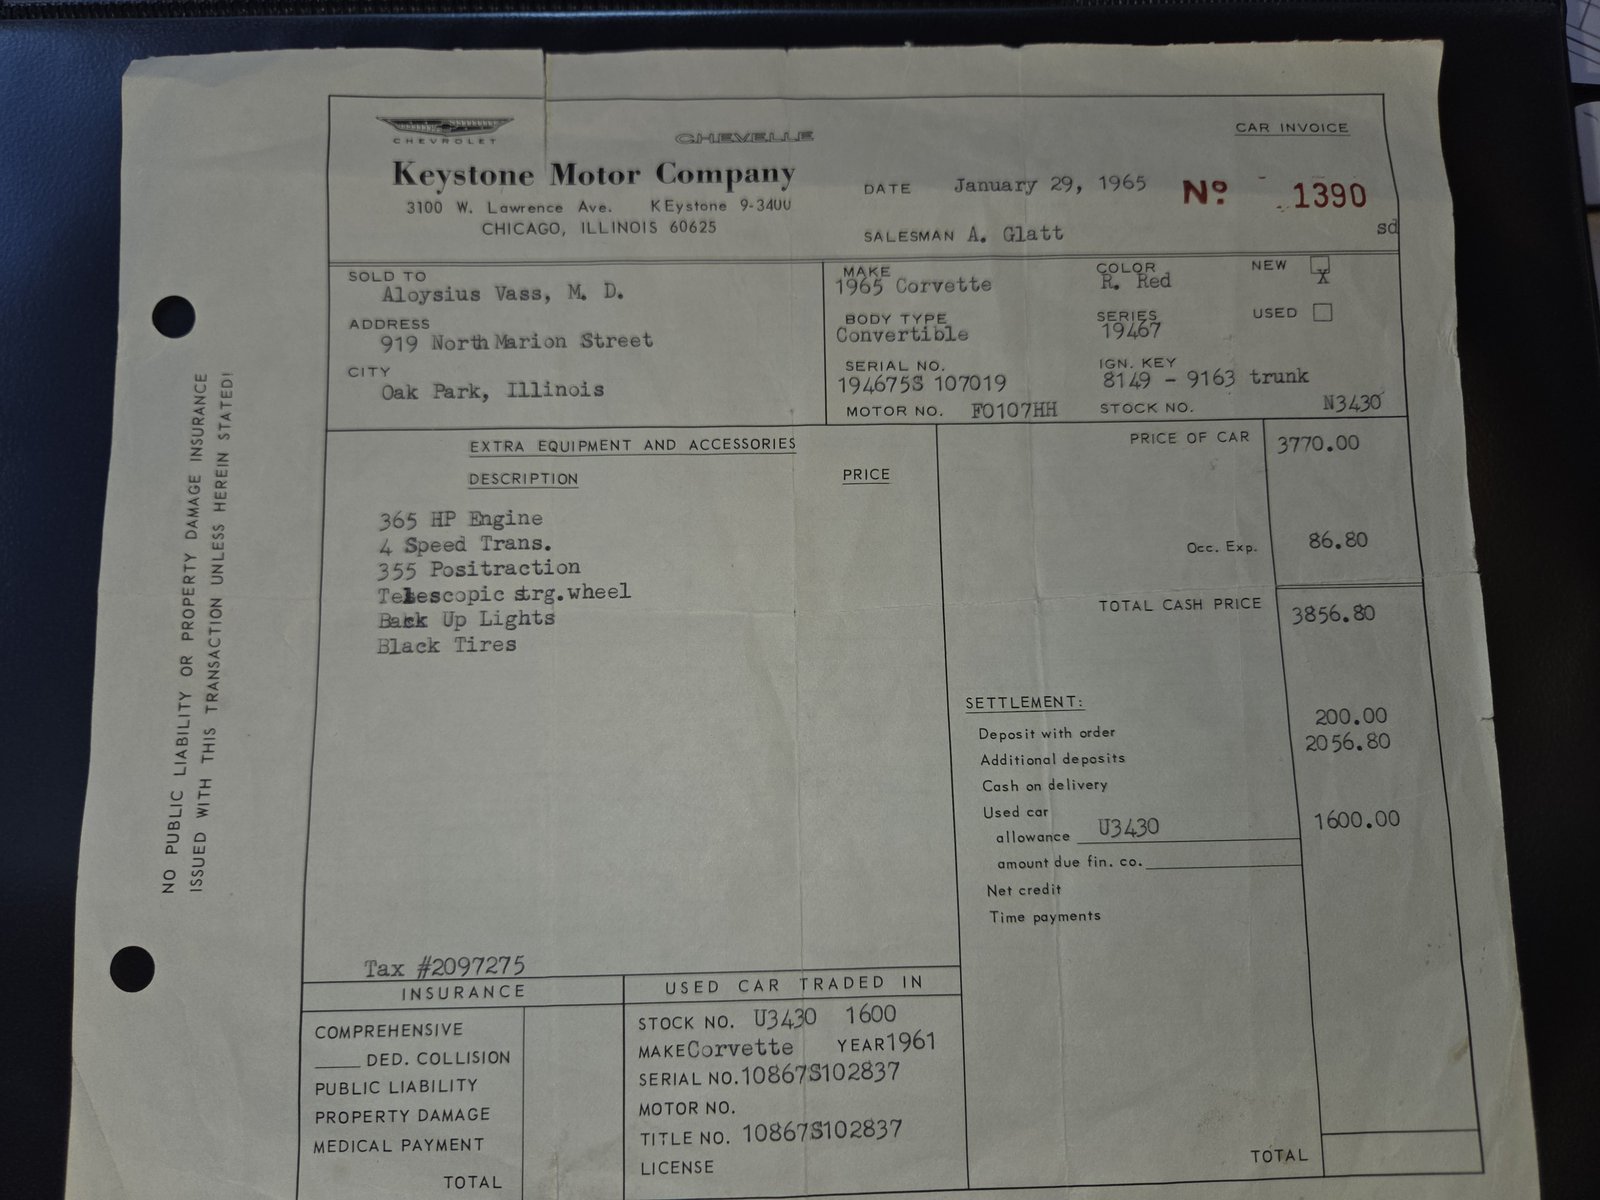 CHEVROLET
CHEVELLE
CAR INVOICE
Keystone Motor Company
3100 W. Lawrence Ave. KEystone 9-3400
CHICAGO, ILLINOIS 60625
DATE January 29, 1965 Nº 1390
SALESMAN A. Glatt sd
SOLD TO
Aloysius Vass, M. D.
ADDRESS
919 North Marion Street
CITY
Oak Park, Illinois
MAKE COLOR NEW X
1965 Corvette R. Red
BODY TYPE SERIES USED
Convertible 19467
SERIAL NO. IGN. KEY
194675S 107019 8149 - 9163 trunk
MOTOR NO. F0107HH STOCK NO. N3430
EXTRA EQUIPMENT AND ACCESSORIES
DESCRIPTION PRICE
365 HP Engine
4 Speed Trans.
355 Positraction
Telescopic strg.wheel
Back Up Lights
Black Tires
Tax #2097275
PRICE OF CAR 3770.00
Occ. Exp. 86.80
TOTAL CASH PRICE 3856.80
SETTLEMENT:
Deposit with order 200.00
Additional deposits 2056.80
Cash on delivery
Used car
allowance U3430 1600.00
amount due fin. co.
Net credit
Time payments
TOTAL
INSURANCE
COMPREHENSIVE
DED. COLLISION
PUBLIC LIABILITY
PROPERTY DAMAGE
MEDICAL PAYMENT
TOTAL
USED CAR TRADED IN
STOCK NO. U3430 1600
MAKE Corvette YEAR 1961
SERIAL NO. 10867S102837
MOTOR NO.
TITLE NO. 10867S102837
LICENSE
NO PUBLIC LIABILITY OR PROPERTY DAMAGE INSURANCE
ISSUED WITH THIS TRANSACTION UNLESS HEREIN STATED!